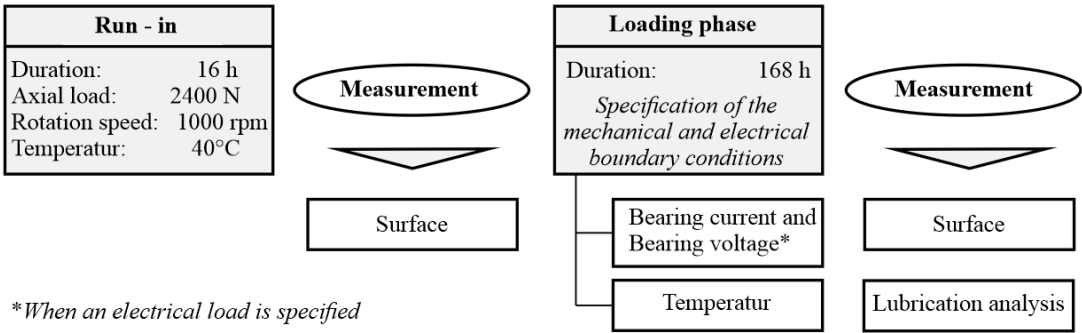 Run - in
Duration: 16 h
Axial load: 2400 N
Rotation speed: 1000 rpm
Temperatur: 40°C
Measurement
Surface
Loading phase
Duration: 168 h
Specification of the
mechanical and electrical
boundary conditions
Bearing current and
Bearing voltage*
Temperatur
Measurement
Surface
Lubrication analysis
*When an electrical load is specified